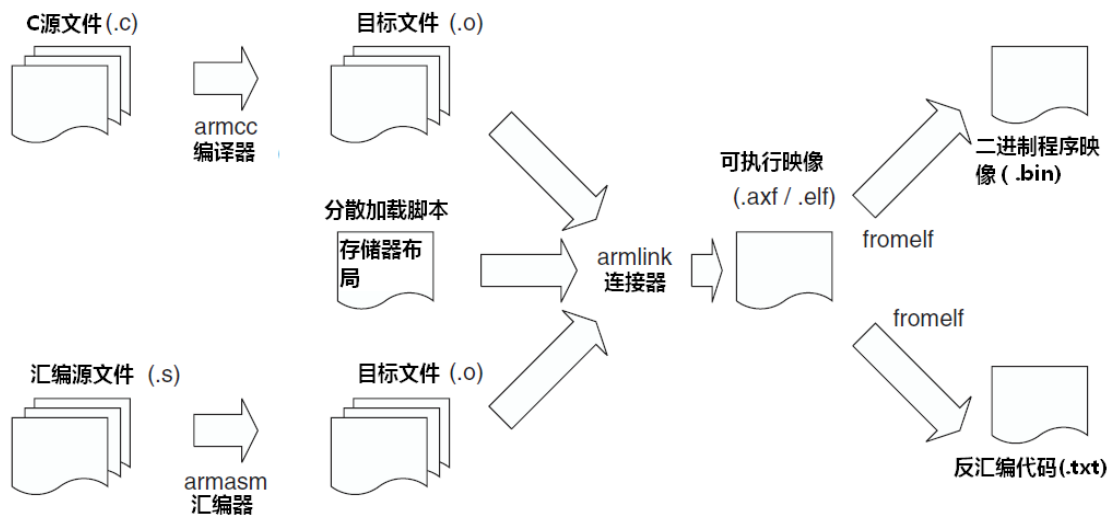 C源文件(.c)
目标文件(.o)
armcc
编译器
二进制程序映
像( .bin)
可执行映像
(.axf / .elf)
分散加载脚本
存储器布
局
armlink
连接器
fromelf
fromelf
汇编源文件 (.s)
目标文件(.o)
armasm
汇编器
反汇编代码(.txt)